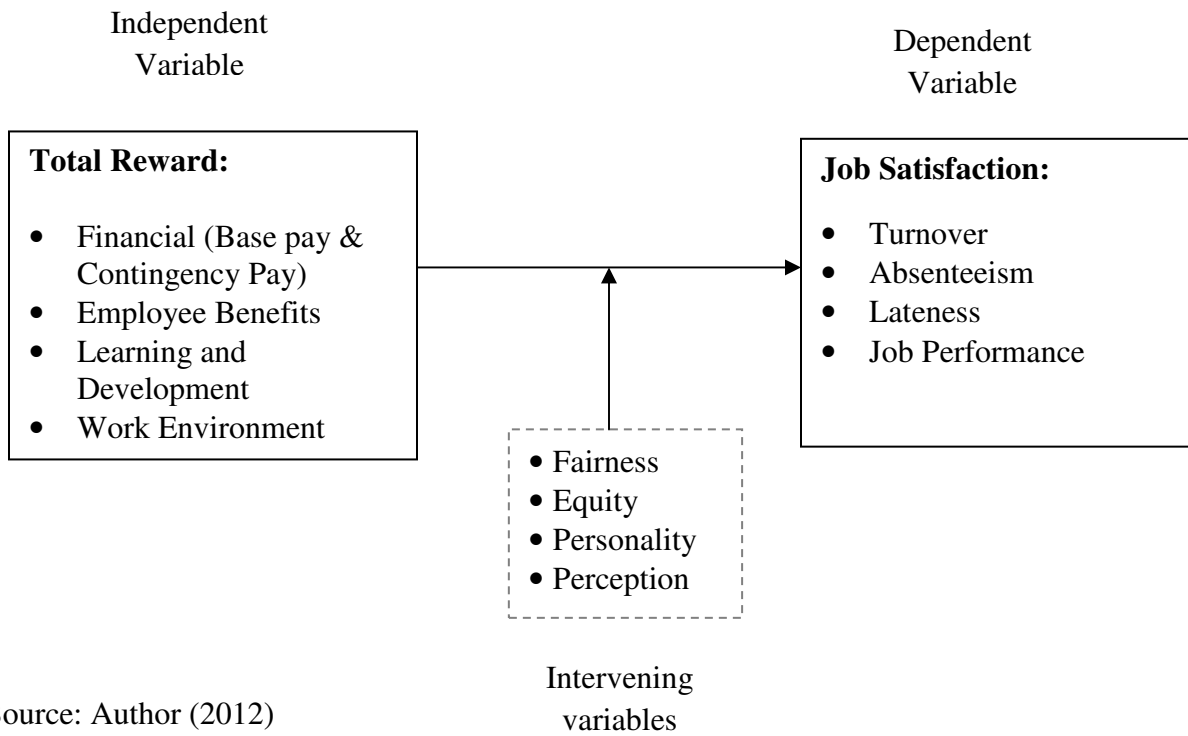 Independent
Variable
Dependent
Variable
Total Reward:
• Financial (Base pay &
Contingency Pay)
• Employee Benefits
• Learning and
Development
• Work Environment
Job Satisfaction:
• Turnover
• Absenteeism
• Lateness
• Job Performance
• Fairness
• Equity
• Personality
• Perception
Intervening
variables
Source: Author (2012)